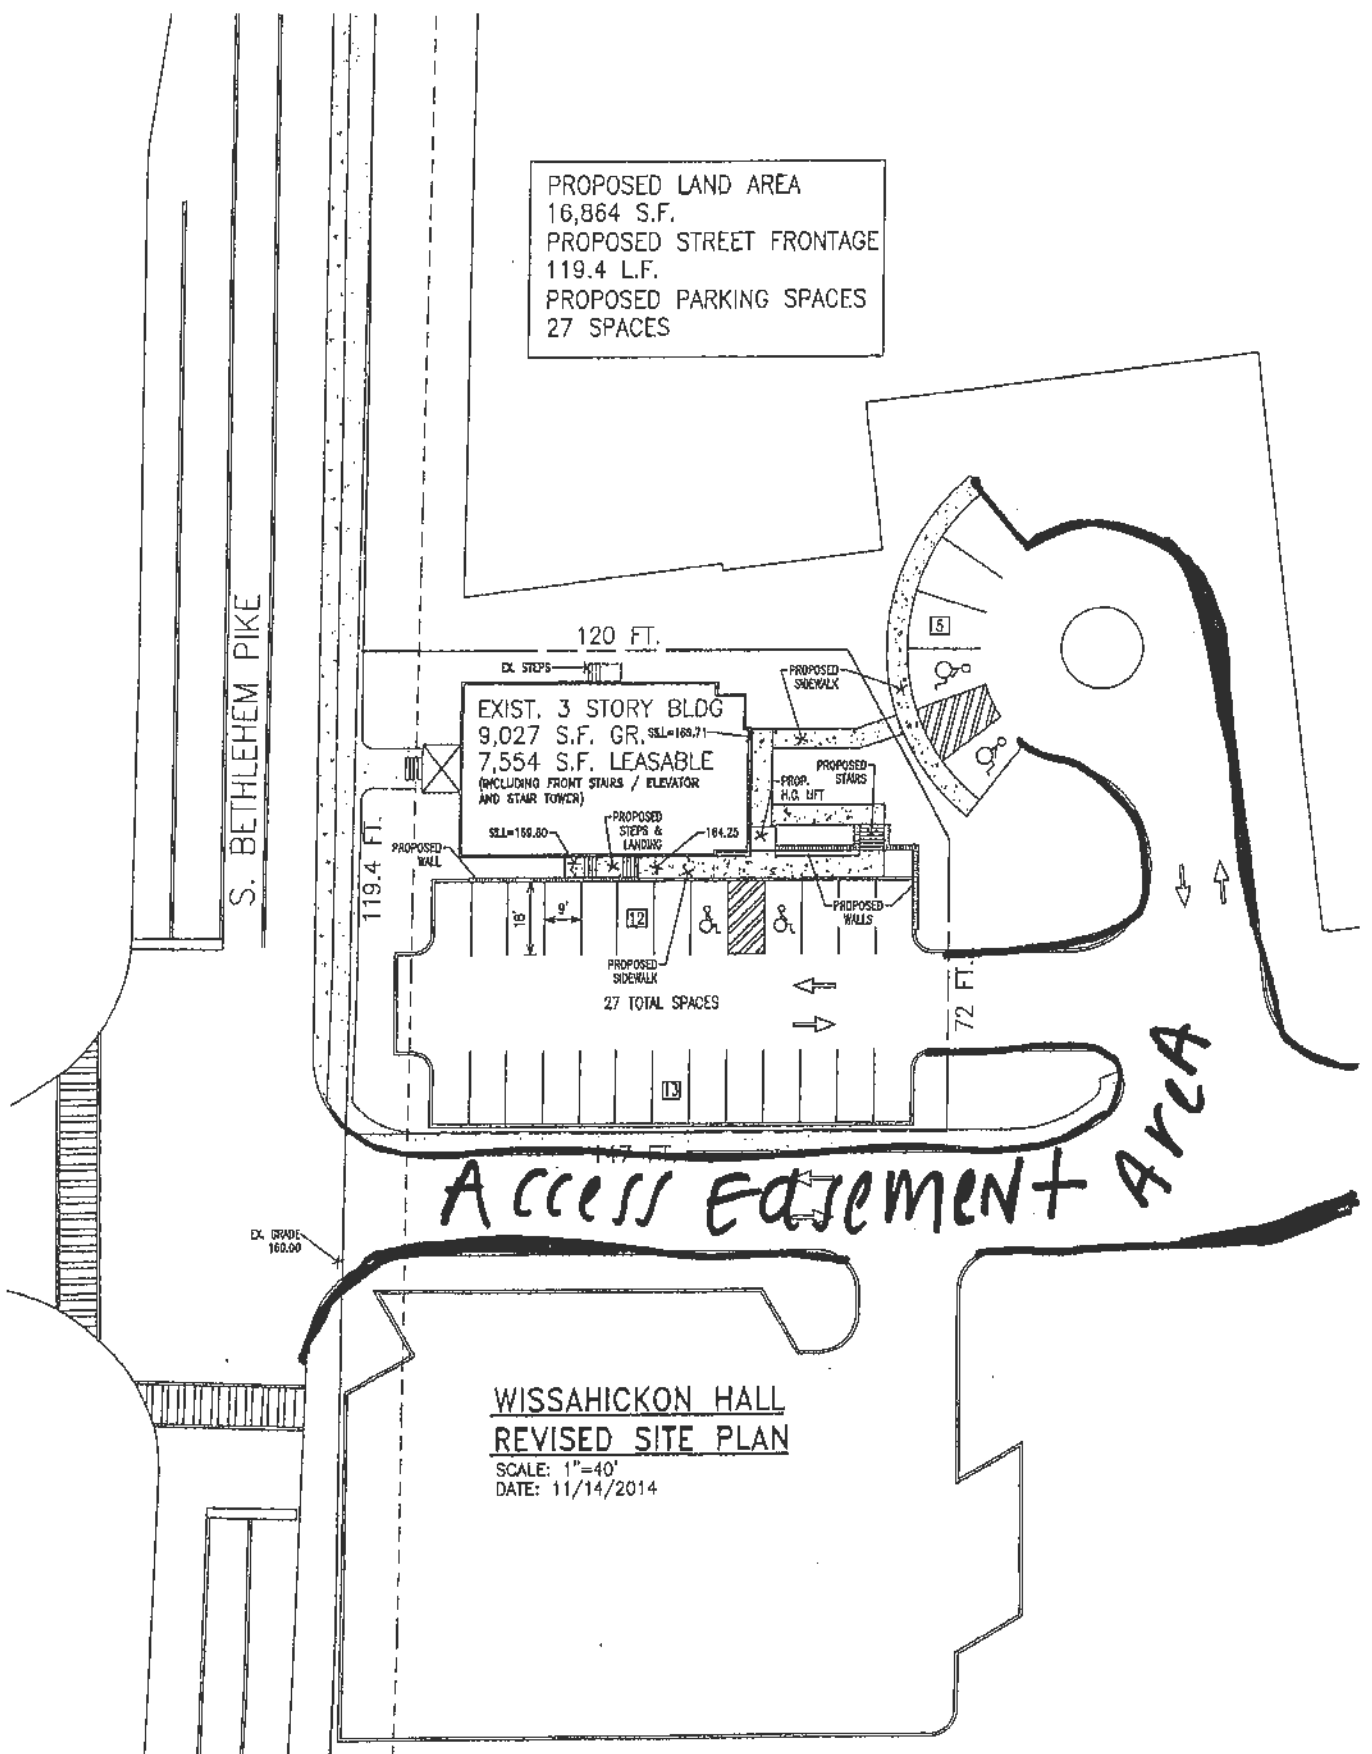 PROPOSED LAND AREA
16,864 S.F.
PROPOSED STREET FRONTAGE
119.4 L.F.
PROPOSED PARKING SPACES
27 SPACES
S. BETHLEHEM PIKE
120 FT.
EX. STEPS
5
PROPOSED
SIDEWALK
EXIST. 3 STORY BLDG
9,027 S.F. GR.
7,554 S.F. LEASABLE
(INCLUDING FRONT STAIRS / ELEVATOR
AND STAIR TOWER)
PROPOSED
STAIRS
PROP.
H.C. LIFT
PROPOSED
STEPS &
LANDING
164.25
PROPOSED
WALL
119.4 FT.
18'
9'
12
PROPOSED
WALLS
PROPOSED
SIDEWALK
27 TOTAL SPACES
72 FT.
13
Access Easement Area
EX. GRADE
160.00
WISSAHICKON HALL
REVISED SITE PLAN
SCALE: 1"=40'
DATE: 11/14/2014